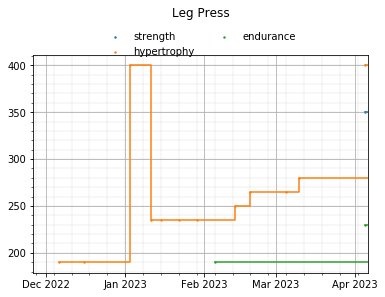 Leg Press
strength
hypertrophy
endurance
400
350
300
250
200
Dec 2022 Jan 2023 Feb 2023 Mar 2023 Apr 2023